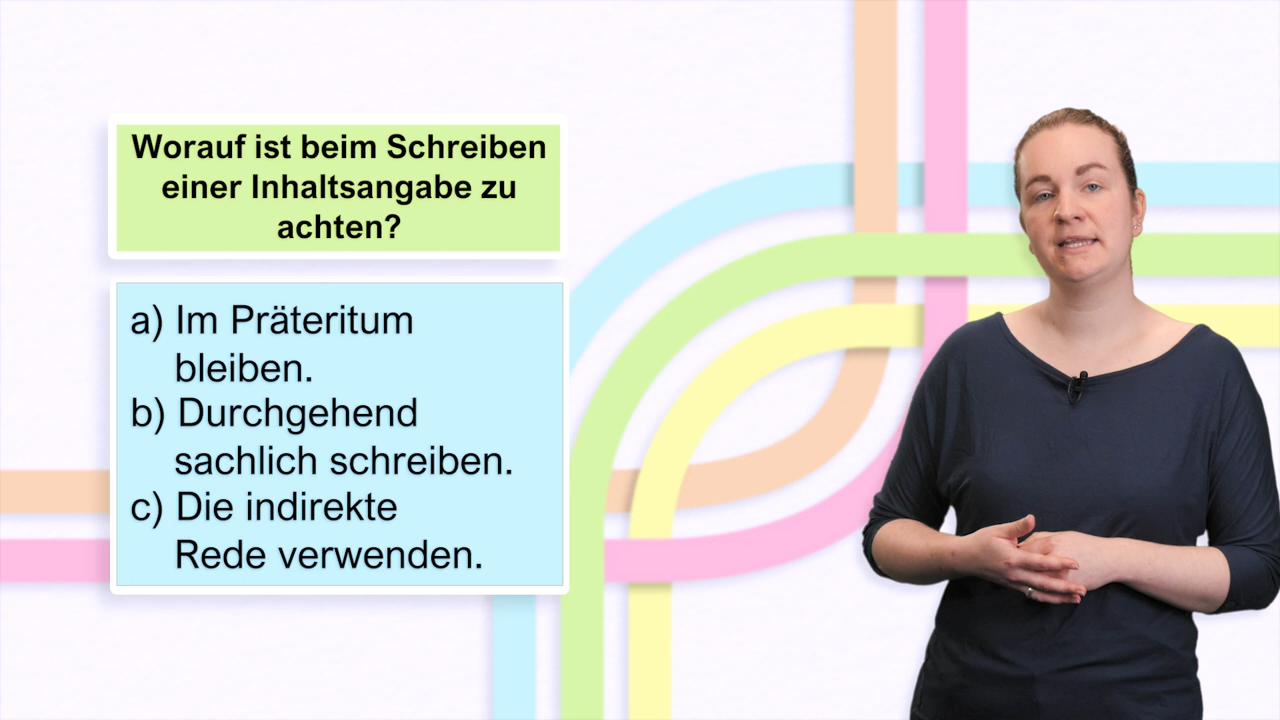 Worauf ist beim Schreiben
einer Inhaltsangabe zu
achten?
a) Im Präteritum
bleiben.
b) Durchgehend
sachlich schreiben.
c) Die indirekte
Rede verwenden.